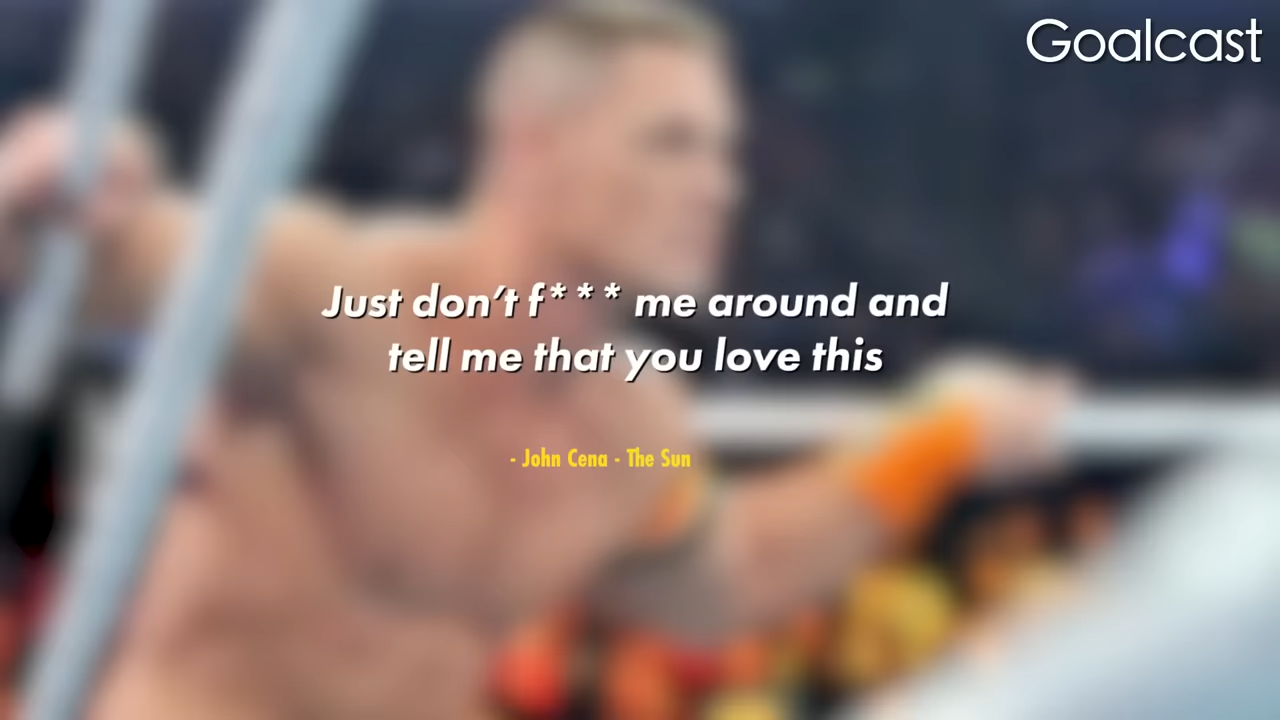 Goalcast
Just don't f*** me around and
tell me that you love this
- John Cena - The Sun